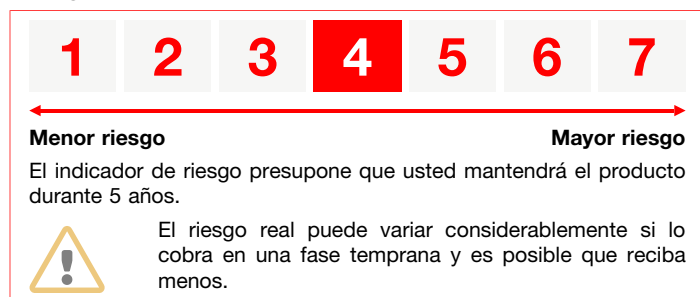 1 2 3 4 5 6 7
Menor riesgo Mayor riesgo
El indicador de riesgo presupone que usted mantendrá el producto
durante 5 años.
El riesgo real puede variar considerablemente si lo
cobra en una fase temprana y es posible que reciba
menos.